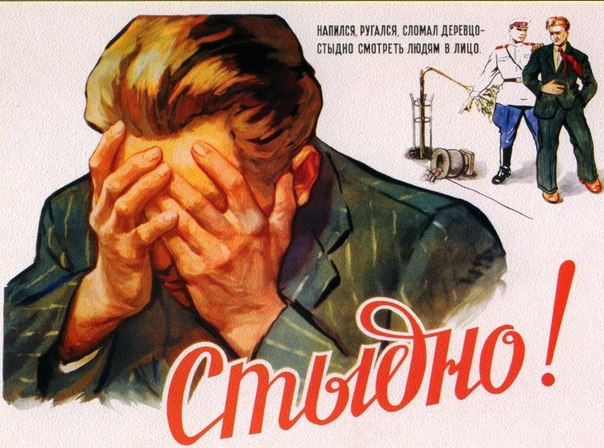 НАПИЛСЯ, РУГАЛСЯ, СЛОМАЛ ДЕРЕВЦО-
СТЫДНО СМОТРЕТЬ ЛЮДЯМ В ЛИЦО.
Стыдно!